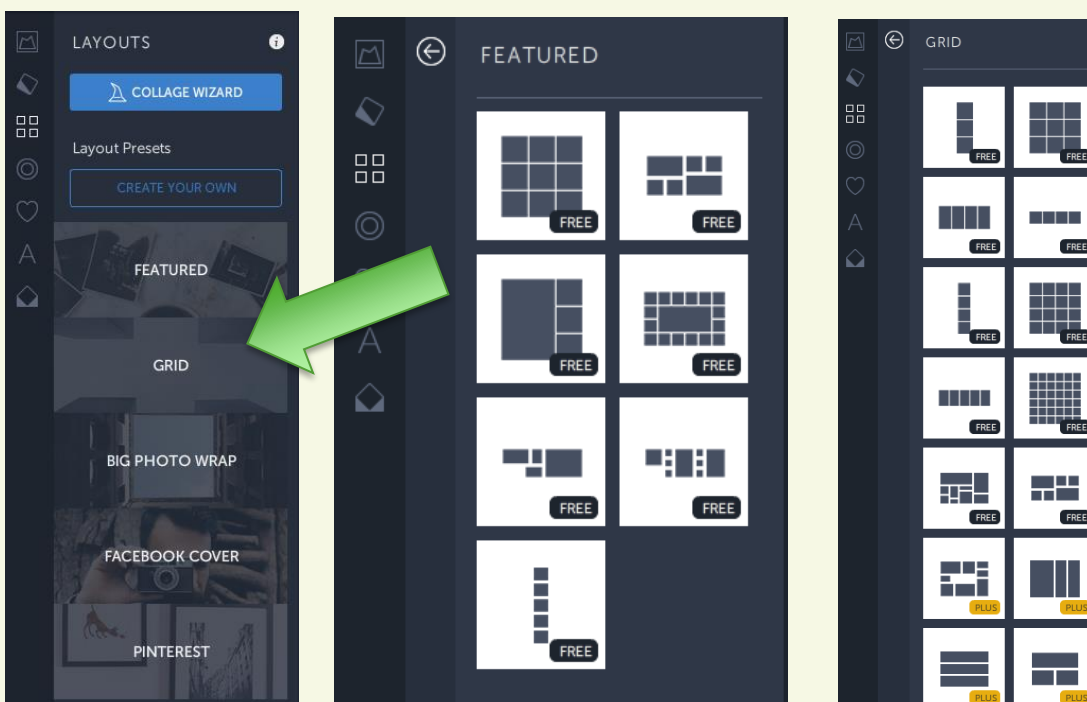 LAYOUTS i
COLLAGE WIZARD
Layout Presets
CREATE YOUR OWN
FEATURED
GRID
BIG PHOTO WRAP
FACEBOOK COVER
PINTEREST
A
FEATURED
FREE FREE
FREE FREE
FREE FREE
FREE
A
GRID
FREE FREE
FREE FREE
FREE FREE
FREE FREE
FREE FREE
PLUS PLUS
PLUS PLUS
A